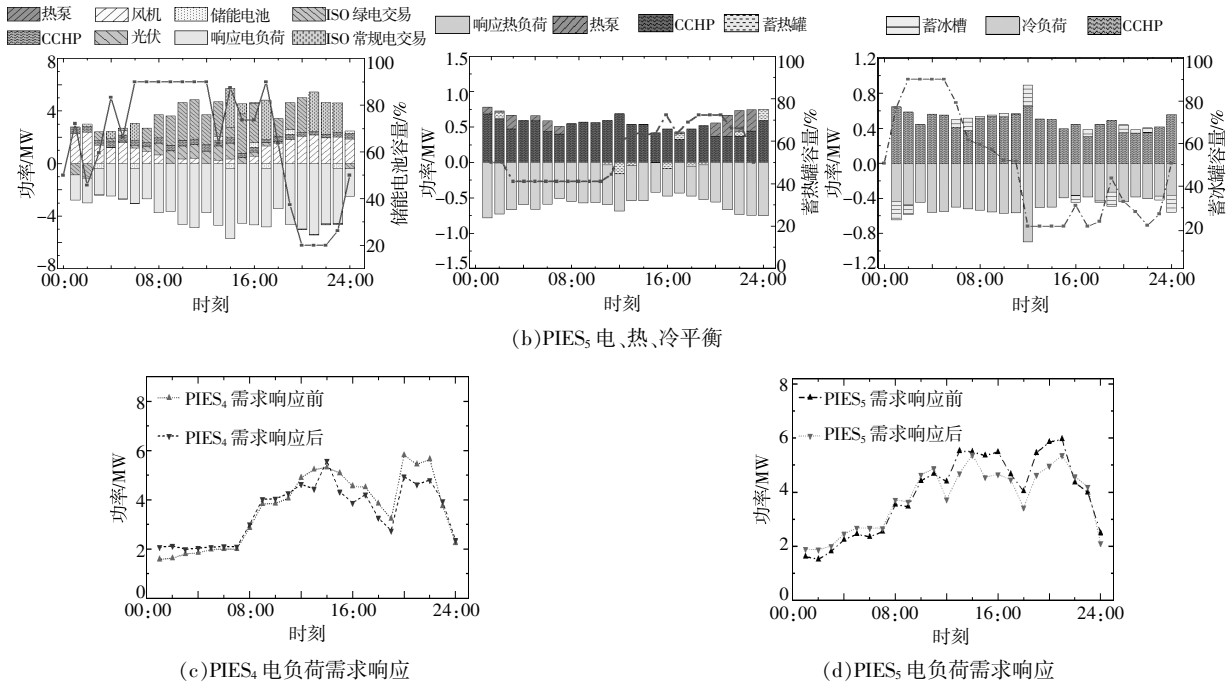 热泵 风机 储能电池 ISO 绿电交易
CCHP 光伏 响应电负荷 ISO 常规电交易
响应热负荷 热泵 CCHP 蓄热罐
蓄冰槽 冷负荷 CCHP
功率/MW
8
4
0
-4
-8
00:00 08:00 16:00 24:00
时刻
100
80
60
40
20
储能电池容量/%
功率/MW
1.5
1.0
0.5
0.0
-0.5
-1.0
-1.5
00:00 08:00 16:00 24:00
时刻
100
80
60
40
20
0
蓄热罐容量/%
功率/MW
1.2
0.8
0.4
0.0
-0.4
-0.8
-1.2
00:00 08:00 16:00 24:00
时刻
100
80
60
40
20
蓄冰罐容量/%
(b)PIES₅ 电、热、冷平衡
PIES₄ 需求响应前
PIES₄ 需求响应后
功率/MW
8
6
4
2
0
00:00 08:00 16:00 24:00
时刻
(c)PIES₄ 电负荷需求响应
PIES₅ 需求响应前
PIES₅ 需求响应后
功率/MW
8
6
4
2
0
00:00 08:00 16:00 24:00
时刻
(d)PIES₅ 电负荷需求响应